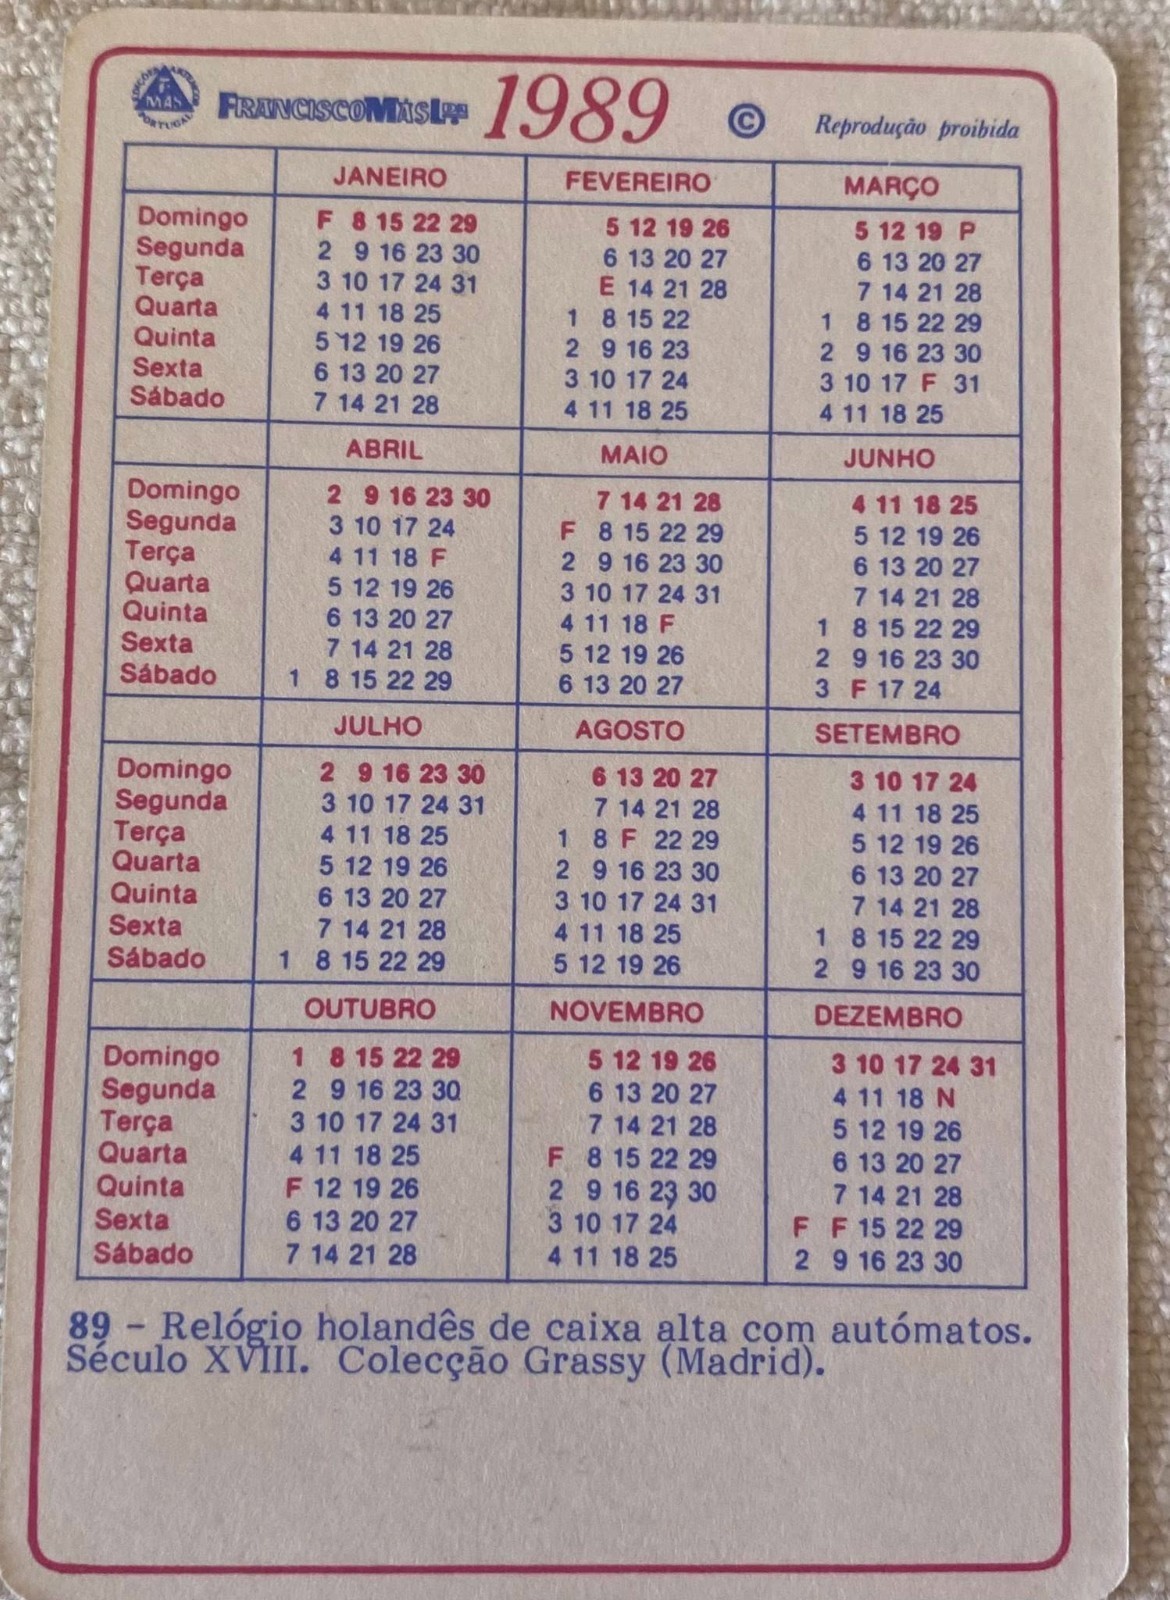 EDIÇÕES ARTÍSTICAS
F. MÁS
PORTUGAL
FRANCISCO MÁS LDA 1989 © Reprodução proibida
JANEIRO FEVEREIRO MARÇO
Domingo F 8 15 22 29 5 12 19 26 5 12 19 P
Segunda 2 9 16 23 30 6 13 20 27 6 13 20 27
Terça 3 10 17 24 31 E 14 21 28 7 14 21 28
Quarta 4 11 18 25 1 8 15 22 1 8 15 22 29
Quinta 5 12 19 26 2 9 16 23 2 9 16 23 30
Sexta 6 13 20 27 3 10 17 24 3 10 17 F 31
Sábado 7 14 21 28 4 11 18 25 4 11 18 25
ABRIL MAIO JUNHO
Domingo 2 9 16 23 30 7 14 21 28 4 11 18 25
Segunda 3 10 17 24 F 8 15 22 29 5 12 19 26
Terça 4 11 18 F 2 9 16 23 30 6 13 20 27
Quarta 5 12 19 26 3 10 17 24 31 7 14 21 28
Quinta 6 13 20 27 4 11 18 F 1 8 15 22 29
Sexta 7 14 21 28 5 12 19 26 2 9 16 23 30
Sábado 1 8 15 22 29 6 13 20 27 3 F 17 24
JULHO AGOSTO SETEMBRO
Domingo 2 9 16 23 30 6 13 20 27 3 10 17 24
Segunda 3 10 17 24 31 7 14 21 28 4 11 18 25
Terça 4 11 18 25 1 8 F 22 29 5 12 19 26
Quarta 5 12 19 26 2 9 16 23 30 6 13 20 27
Quinta 6 13 20 27 3 10 17 24 31 7 14 21 28
Sexta 7 14 21 28 4 11 18 25 1 8 15 22 29
Sábado 1 8 15 22 29 5 12 19 26 2 9 16 23 30
OUTUBRO NOVEMBRO DEZEMBRO
Domingo 1 8 15 22 29 5 12 19 26 3 10 17 24 31
Segunda 2 9 16 23 30 6 13 20 27 4 11 18 N
Terça 3 10 17 24 31 7 14 21 28 5 12 19 26
Quarta 4 11 18 25 F 8 15 22 29 6 13 20 27
Quinta F 12 19 26 2 9 16 23 30 7 14 21 28
Sexta 6 13 20 27 3 10 17 24 F F 15 22 29
Sábado 7 14 21 28 4 11 18 25 2 9 16 23 30
89 – Relógio holandês de caixa alta com autómatos.
Século XVIII. Colecção Grassy (Madrid).